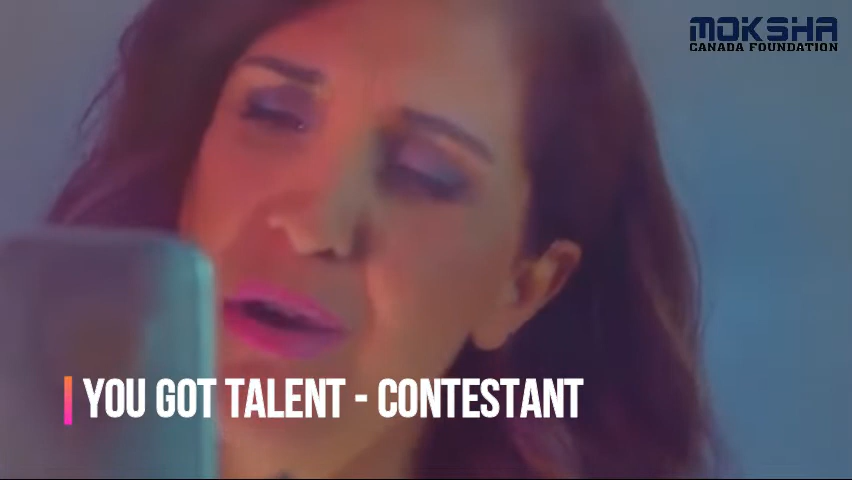 MOKSHA
CANADA FOUNDATION
YOU GOT TALENT - CONTESTANT